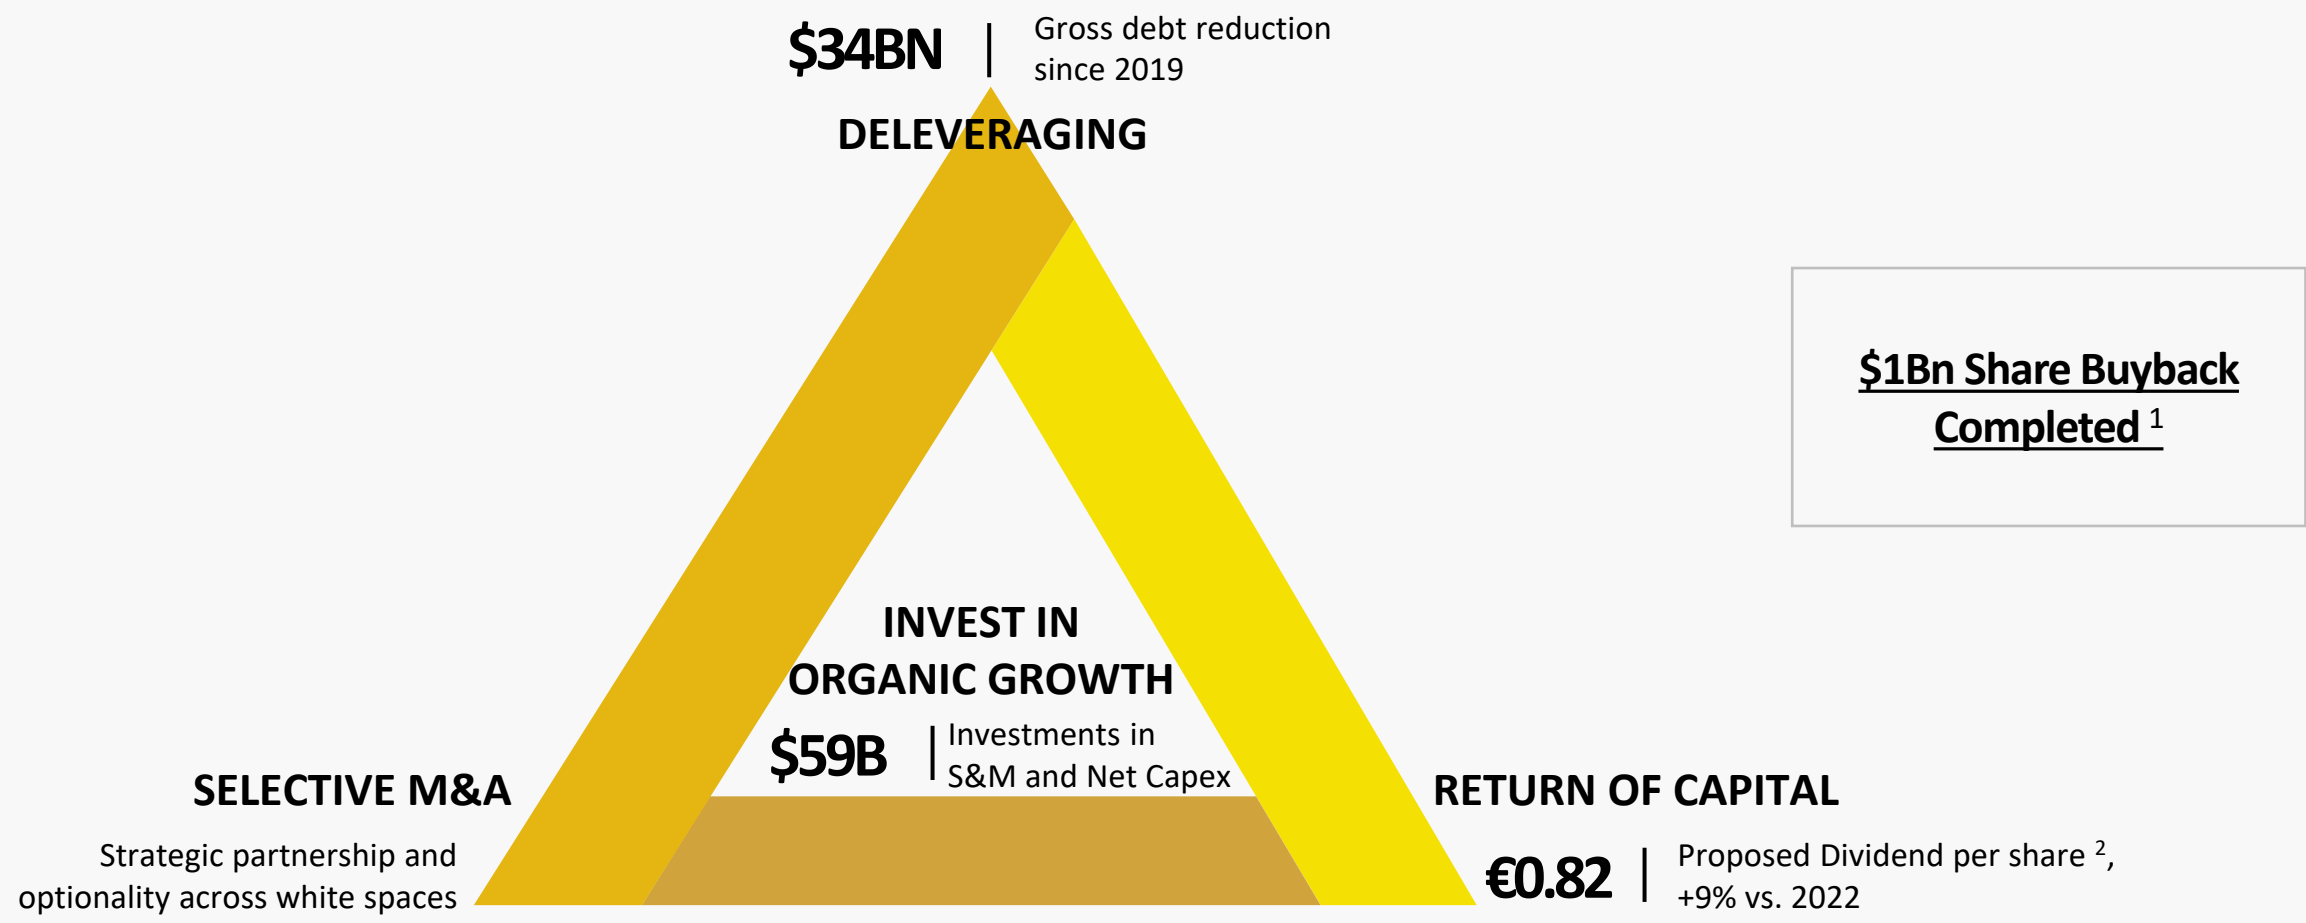 $34BN
Gross debt reduction
since 2019
DELEVERAGING
$1Bn Share Buyback
Completed 1
INVEST IN
ORGANIC GROWTH
$59B
Investments in
S&M and Net Capex
SELECTIVE M&A
Strategic partnership and
optionality across white spaces
RETURN OF CAPITAL
€0.82
Proposed Dividend per share 2,
+9% vs. 2022